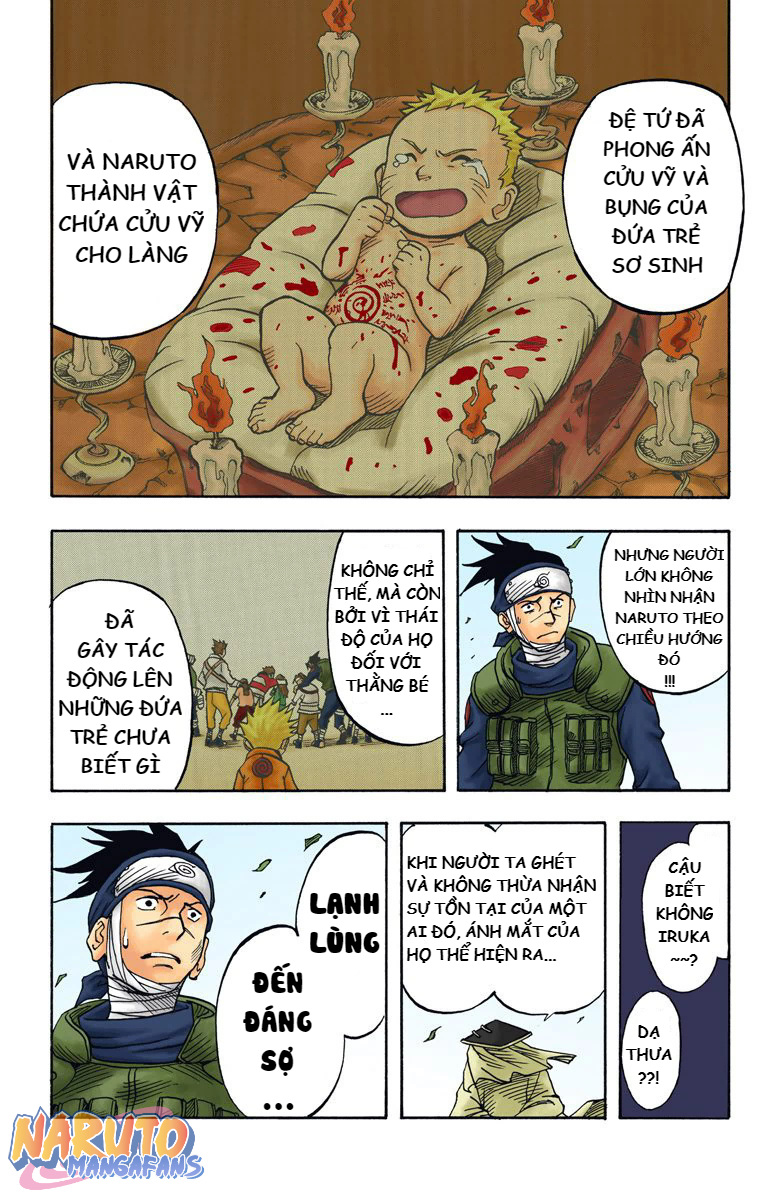 ĐỆ TỨ ĐÃ
PHONG ẤN
CỬU VỸ VÀ
BỤNG CỦA
ĐỨA TRẺ
SƠ SINH
VÀ NARUTO
THÀNH VẬT
CHỨA CỬU VỸ
CHO LÀNG
NHƯNG NGƯỜI
LỚN KHÔNG
NHÌN NHẬN
NARUTO THEO
CHIỀU HƯỚNG
ĐÓ
!!!
KHÔNG CHỈ
THẾ, MÀ CÒN
BỞI VÌ THÁI
ĐỘ CỦA HỌ
ĐỐI VỚI
THẰNG BÉ
...
ĐÃ
GÂY TÁC
ĐỘNG LÊN
NHỮNG ĐỨA
TRẺ CHƯA
BIẾT GÌ
CẬU
BIẾT
KHÔNG
IRUKA
~~?
DẠ
THƯA
??!
KHI NGƯỜI TA GHÉT
VÀ KHÔNG THỪA NHẬN
SỰ TỒN TẠI CỦA MỘT
AI ĐÓ, ÁNH MẮT CỦA
HỌ THỂ HIỆN RA...
LẠNH
LÙNG
ĐẾN
ĐÁNG
SỢ
...
NARUTO
MANGAFANS